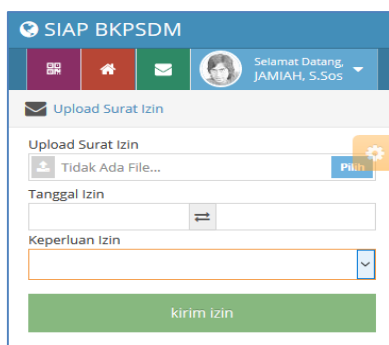 SIAP BKPSDM
Selamat Datang,
JAMIAH, S.Sos
Upload Surat Izin
Upload Surat Izin
Tidak Ada File... Pilih
Tanggal Izin
Keperluan Izin
kirim izin